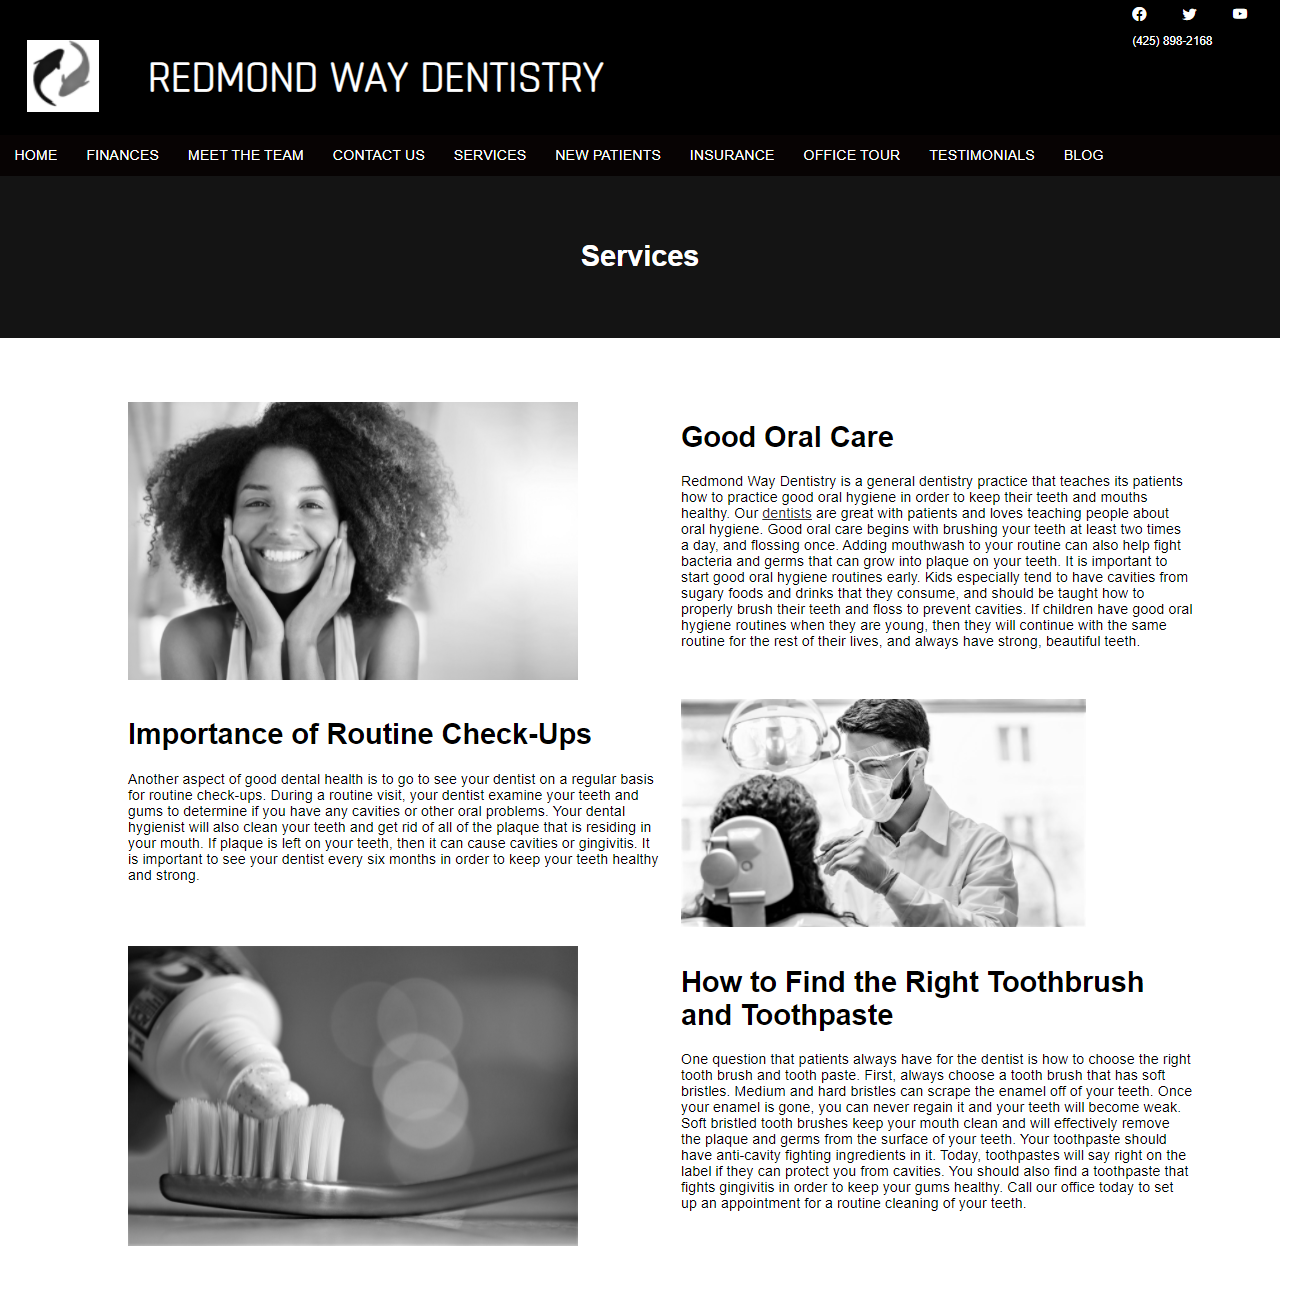 (425) 898-2168
REDMOND WAY DENTISTRY
HOME FINANCES MEET THE TEAM CONTACT US SERVICES NEW PATIENTS INSURANCE OFFICE TOUR TESTIMONIALS BLOG
Services
Good Oral Care
Redmond Way Dentistry is a general dentistry practice that teaches its patients
how to practice good oral hygiene in order to keep their teeth and mouths
healthy. Our dentists are great with patients and loves teaching people about
oral hygiene. Good oral care begins with brushing your teeth at least two times
a day, and flossing once. Adding mouthwash to your routine can also help fight
bacteria and germs that can grow into plaque on your teeth. It is important to
start good oral hygiene routines early. Kids especially tend to have cavities from
sugary foods and drinks that they consume, and should be taught how to
properly brush their teeth and floss to prevent cavities. If children have good oral
hygiene routines when they are young, then they will continue with the same
routine for the rest of their lives, and always have strong, beautiful teeth.
Importance of Routine Check-Ups
Another aspect of good dental health is to go to see your dentist on a regular basis
for routine check-ups. During a routine visit, your dentist examine your teeth and
gums to determine if you have any cavities or other oral problems. Your dental
hygienist will also clean your teeth and get rid of all of the plaque that is residing in
your mouth. If plaque is left on your teeth, then it can cause cavities or gingivitis. It
is important to see your dentist every six months in order to keep your teeth healthy
and strong.
How to Find the Right Toothbrush
and Toothpaste
One question that patients always have for the dentist is how to choose the right
tooth brush and tooth paste. First, always choose a tooth brush that has soft
bristles. Medium and hard bristles can scrape the enamel off of your teeth. Once
your enamel is gone, you can never regain it and your teeth will become weak.
Soft bristled tooth brushes keep your mouth clean and will effectively remove
the plaque and germs from the surface of your teeth. Your toothpaste should
have anti-cavity fighting ingredients in it. Today, toothpastes will say right on the
label if they can protect you from cavities. You should also find a toothpaste that
fights gingivitis in order to keep your gums healthy. Call our office today to set
up an appointment for a routine cleaning of your teeth.